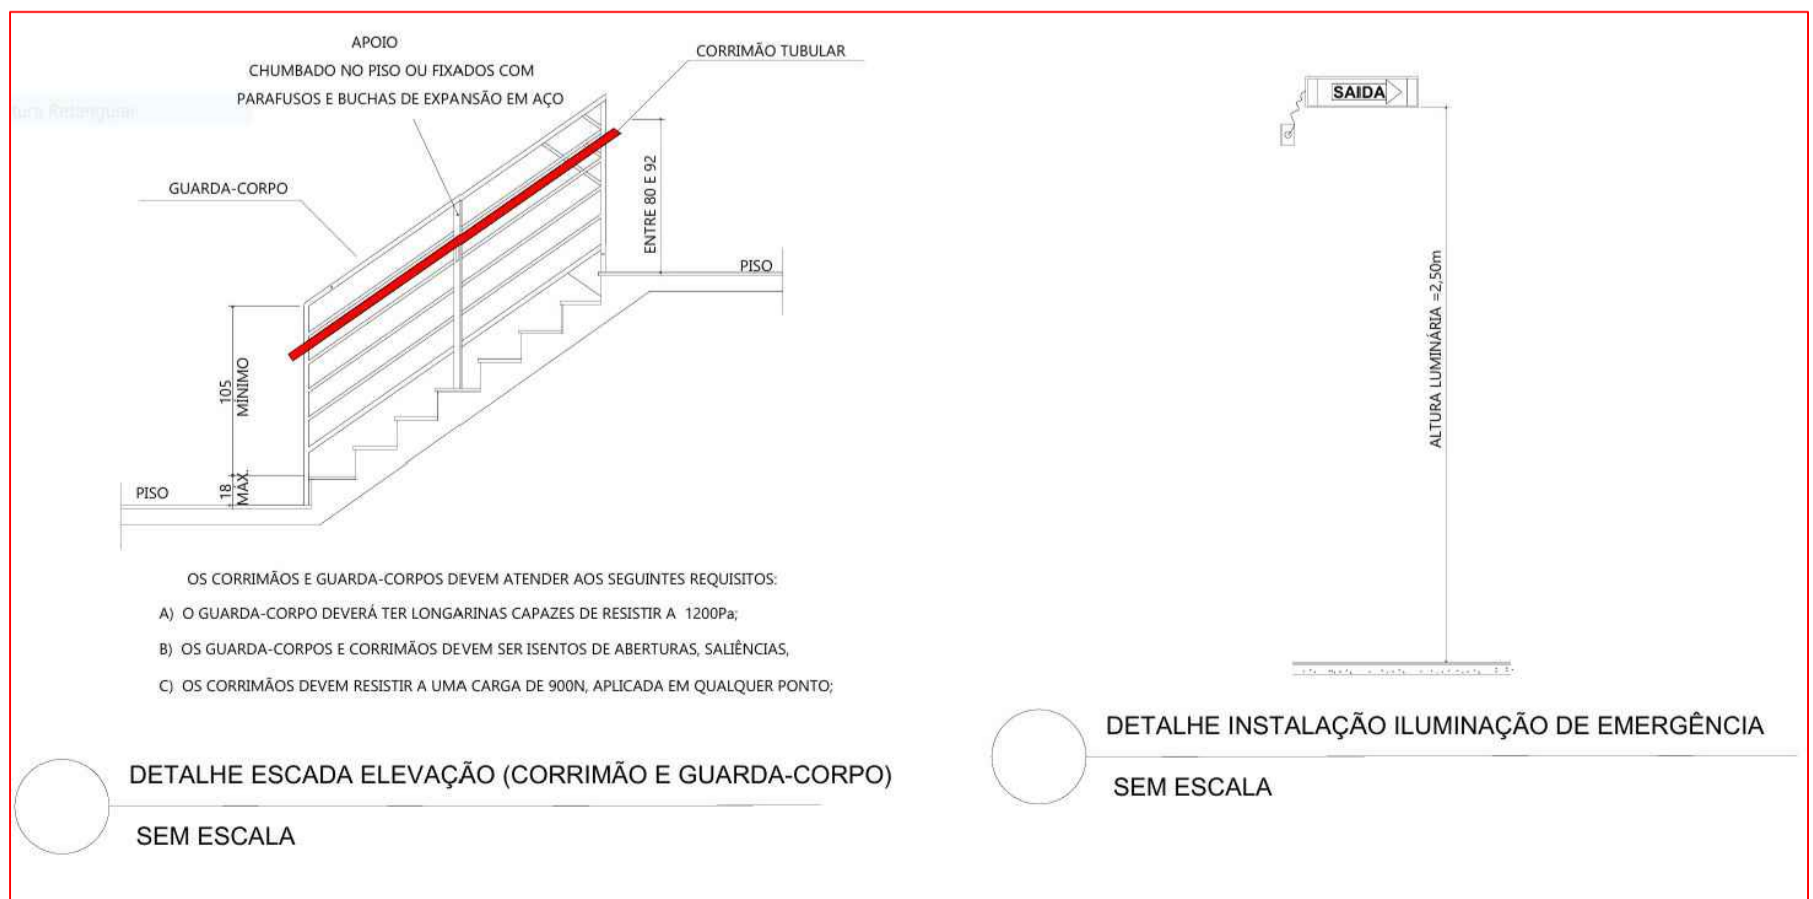 APOIO
CHUMBADO NO PISO OU FIXADOS COM
PARAFUSOS E BUCHAS DE EXPANSÃO EM AÇO
CORRIMÃO TUBULAR
GUARDA-CORPO
ENTRE 80 E 92
PISO
105
MÍNIMO
18
MÁX.
PISO
OS CORRIMÃOS E GUARDA-CORPOS DEVEM ATENDER AOS SEGUINTES REQUISITOS:
A) O GUARDA-CORPO DEVERÁ TER LONGARINAS CAPAZES DE RESISTIR A 1200Pa;
B) OS GUARDA-CORPOS E CORRIMÃOS DEVEM SER ISENTOS DE ABERTURAS, SALIÊNCIAS,
C) OS CORRIMÃOS DEVEM RESISTIR A UMA CARGA DE 900N, APLICADA EM QUALQUER PONTO;
DETALHE ESCADA ELEVAÇÃO (CORRIMÃO E GUARDA-CORPO)
SEM ESCALA
SAIDA
ALTURA LUMINÁRIA =2,50m
DETALHE INSTALAÇÃO ILUMINAÇÃO DE EMERGÊNCIA
SEM ESCALA